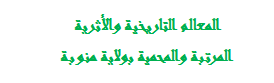 المعالم التاريخية والأثرية
المرتبة والمحمية بولاية منوبة